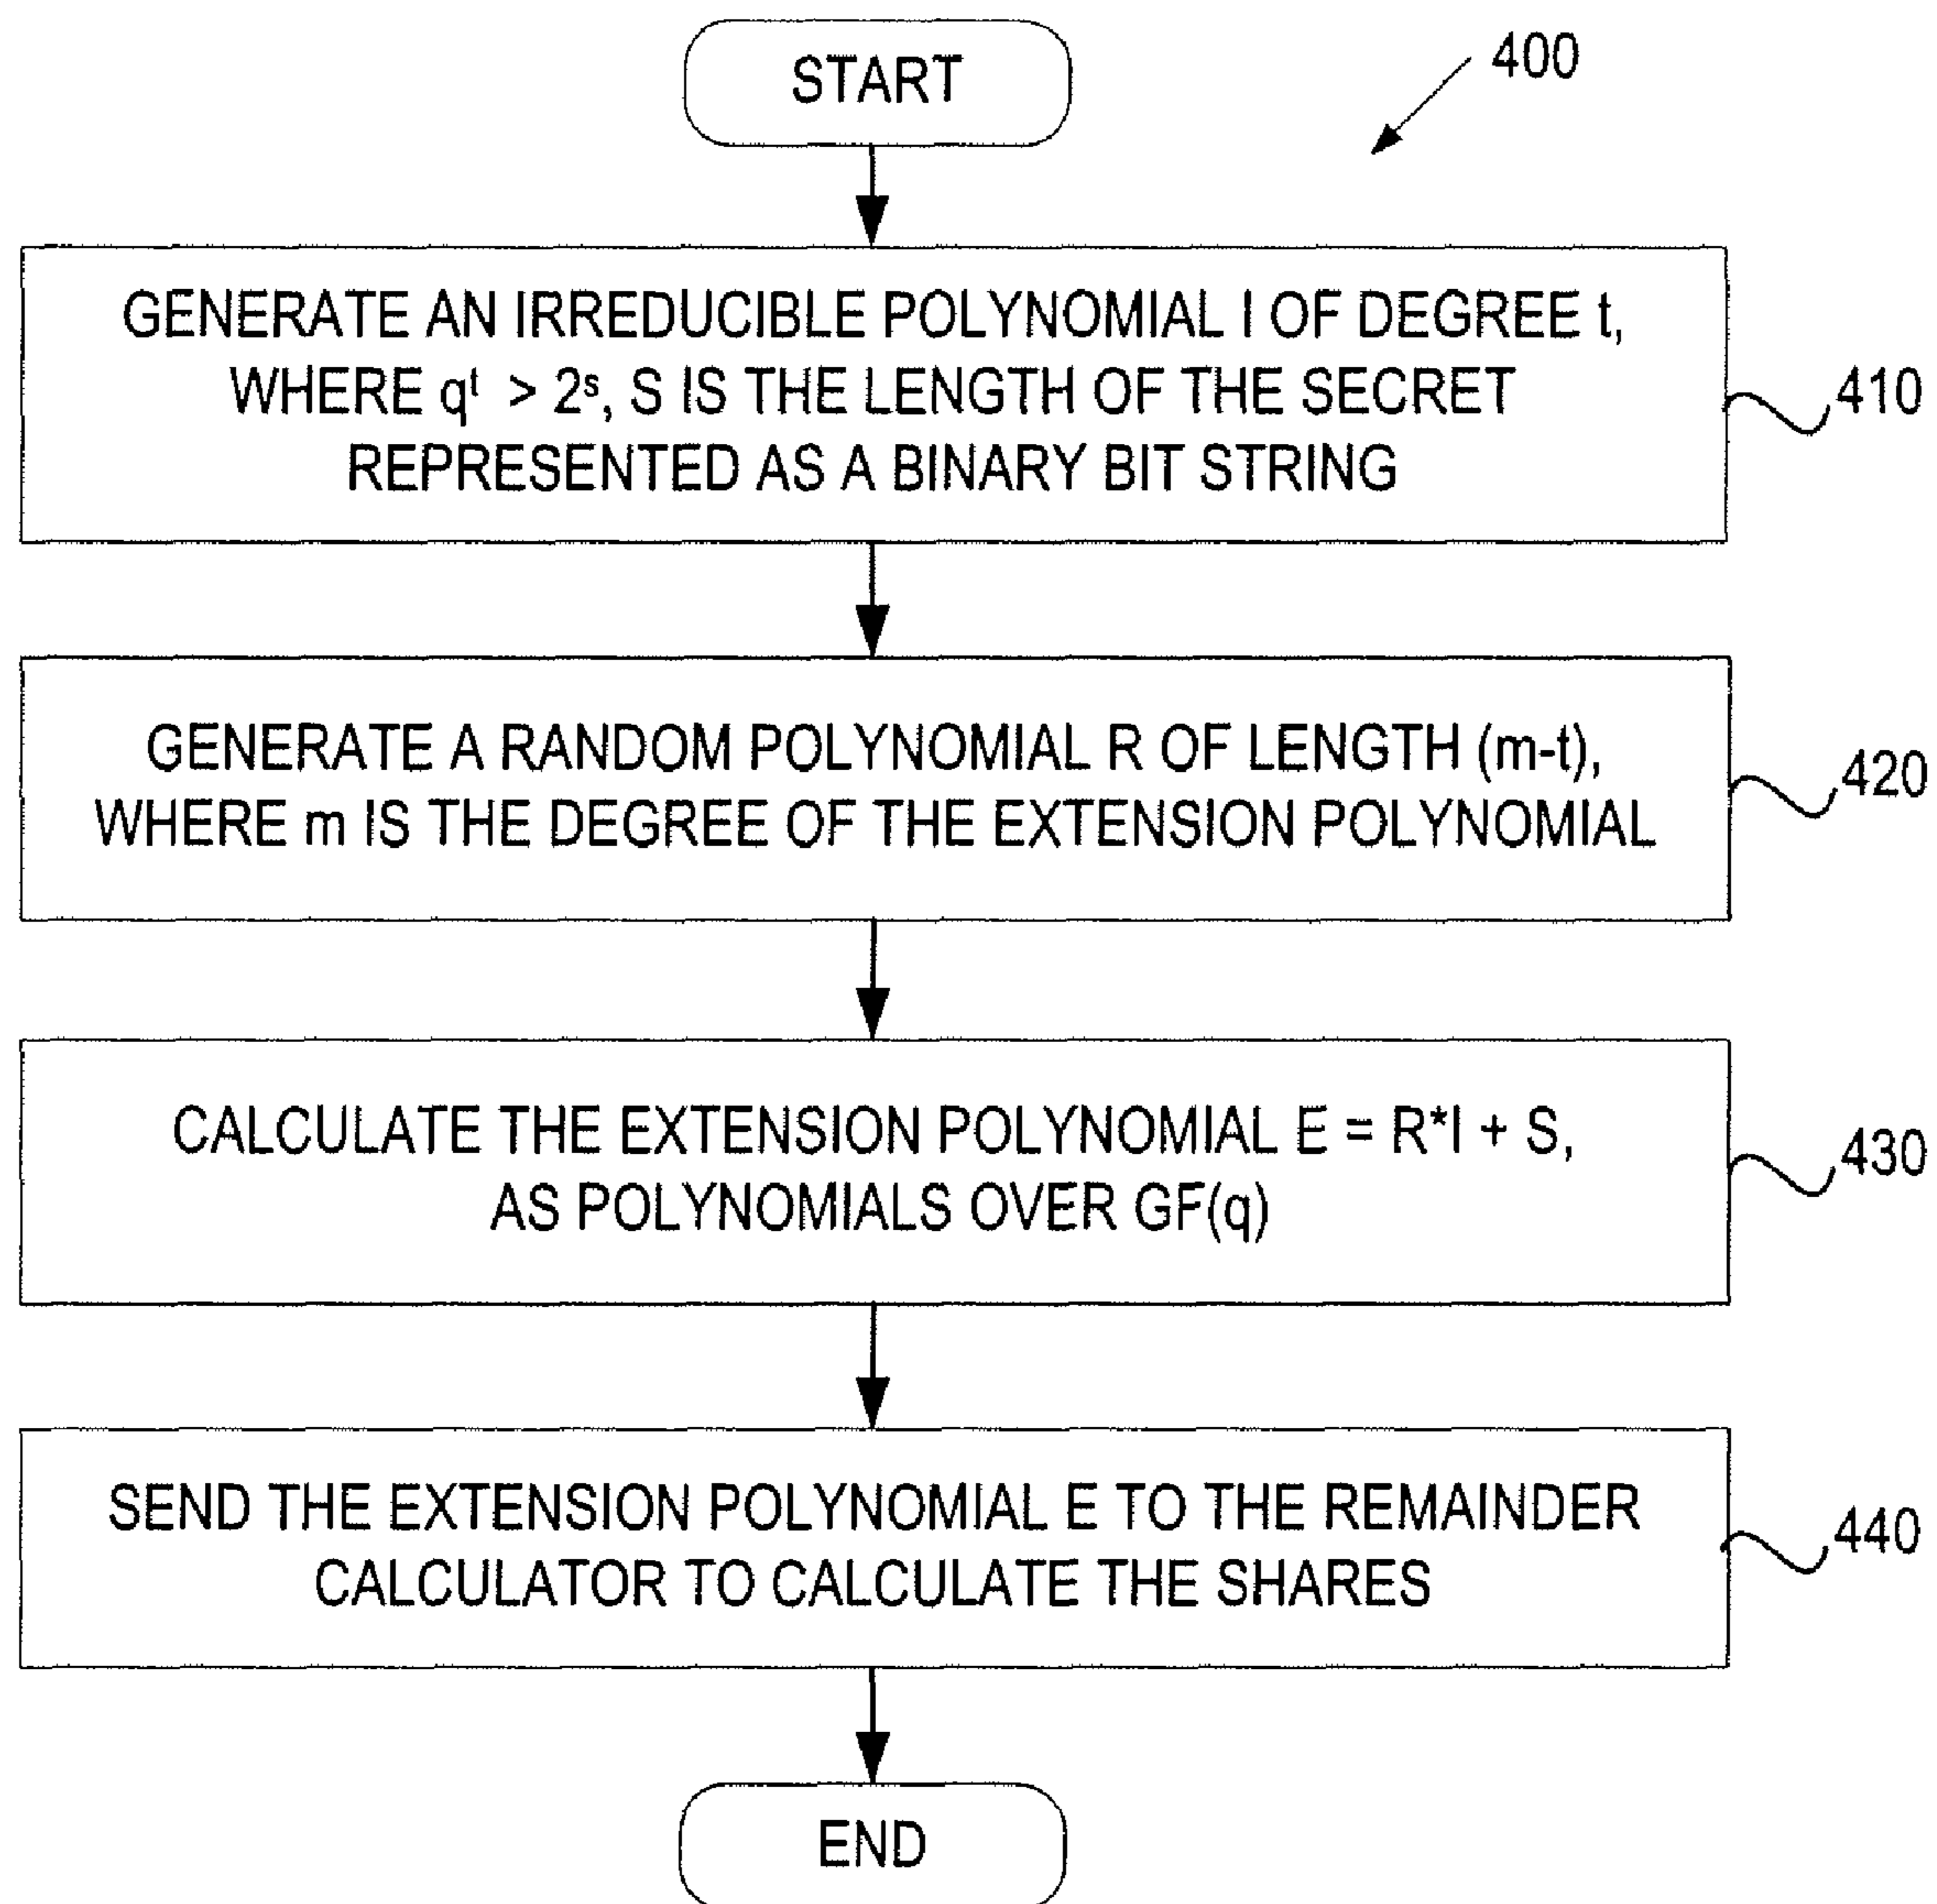 START
400
GENERATE AN IRREDUCIBLE POLYNOMIAL I OF DEGREE t,
WHERE qᵗ > 2ˢ, S IS THE LENGTH OF THE SECRET
REPRESENTED AS A BINARY BIT STRING
410
GENERATE A RANDOM POLYNOMIAL R OF LENGTH (m-t),
WHERE m IS THE DEGREE OF THE EXTENSION POLYNOMIAL
420
CALCULATE THE EXTENSION POLYNOMIAL E = R*I + S,
AS POLYNOMIALS OVER GF(q)
430
SEND THE EXTENSION POLYNOMIAL E TO THE REMAINDER
CALCULATOR TO CALCULATE THE SHARES
440
END